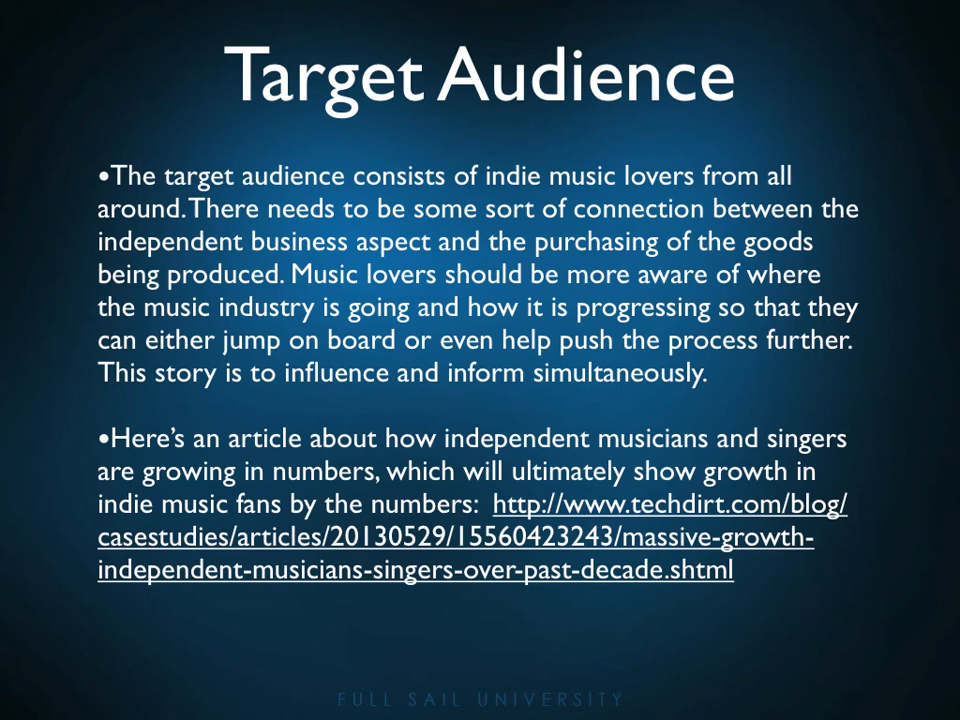 Target Audience
•The target audience consists of indie music lovers from all
around. There needs to be some sort of connection between the
independent business aspect and the purchasing of the goods
being produced. Music lovers should be more aware of where
the music industry is going and how it is progressing so that they
can either jump on board or even help push the process further.
This story is to influence and inform simultaneously.
•Here’s an article about how independent musicians and singers
are growing in numbers, which will ultimately show growth in
indie music fans by the numbers: http://www.techdirt.com/blog/
casestudies/articles/20130529/15560423243/massive-growth-
independent-musicians-singers-over-past-decade.shtml
FULL SAIL UNIVERSITY